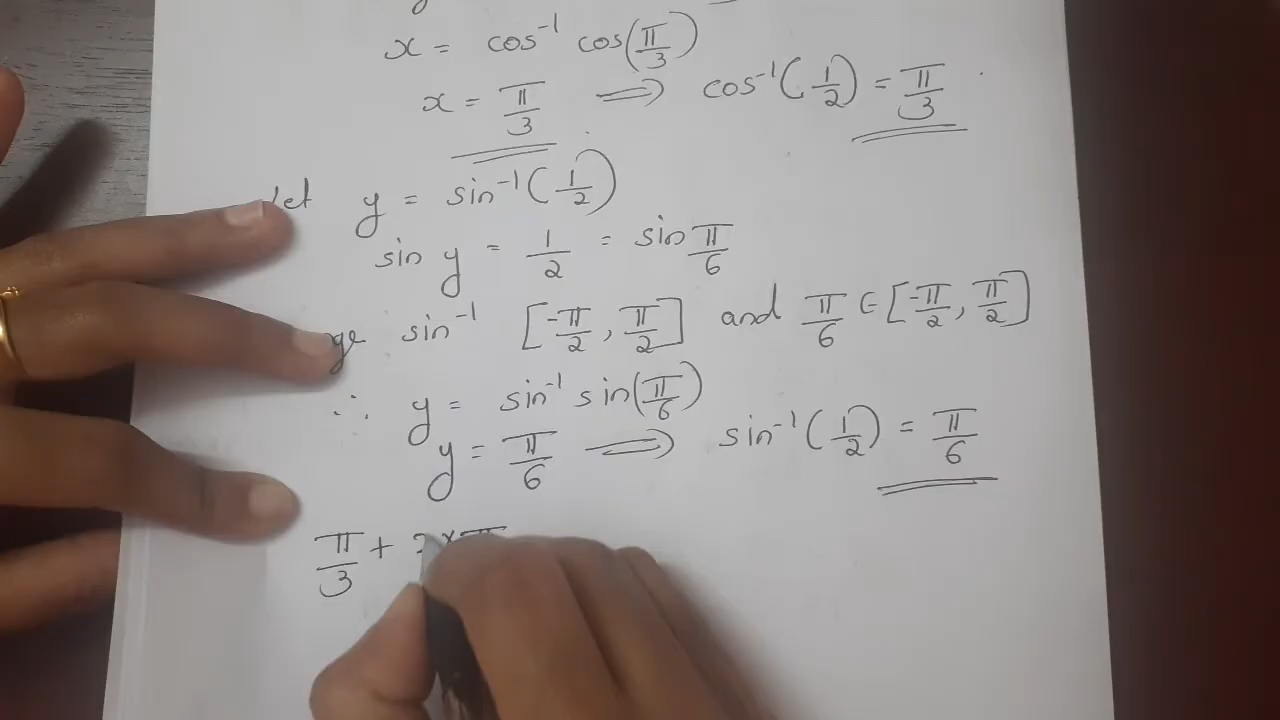 x = cos⁻¹ cos(π/3)
x = π/3 ⟹ cos⁻¹(1/2) = π/3
let y = sin⁻¹(1/2)
sin y = 1/2 = sin π/6
ge sin⁻¹ [-π/2, π/2] and π/6 ∈ [-π/2, π/2]
∴ y = sin⁻¹ sin(π/6)
y = π/6 ⟹ sin⁻¹(1/2) = π/6
π/3 + 2×π